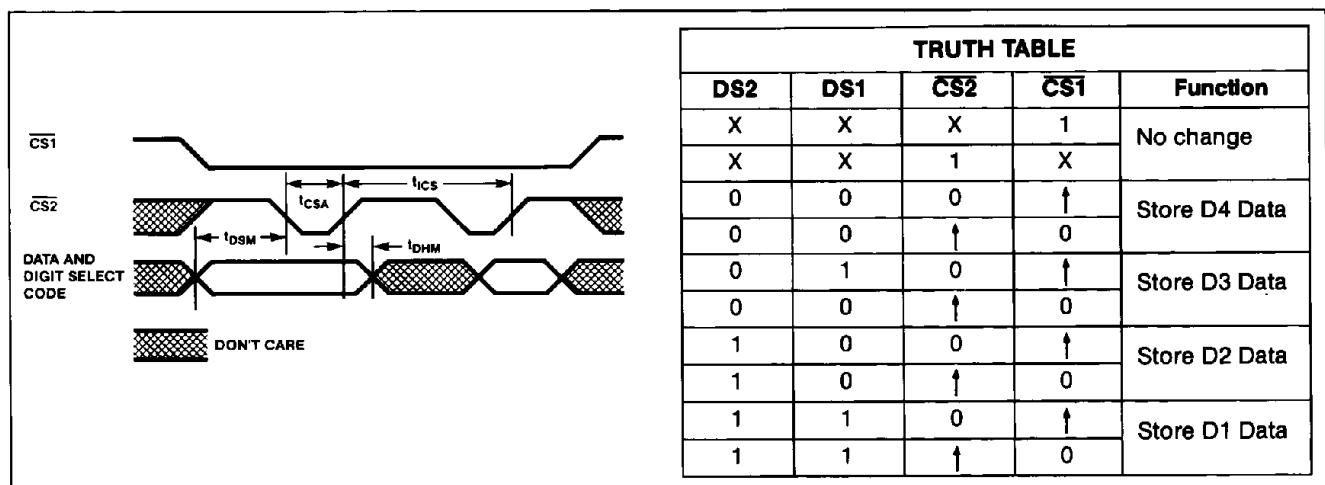 CS1
CS2
DATA AND
DIGIT SELECT
CODE
tDSM
tCSA
tICS
tDHM
DON'T CARE
TRUTH TABLE
DS2 DS1 CS2 CS1 Function
X X X 1 No change
X X 1 X
0 0 0 ↑ Store D4 Data
0 0 ↑ 0
0 1 0 ↑ Store D3 Data
0 0 ↑ 0
1 0 0 ↑ Store D2 Data
1 0 ↑ 0
1 1 0 ↑ Store D1 Data
1 1 ↑ 0